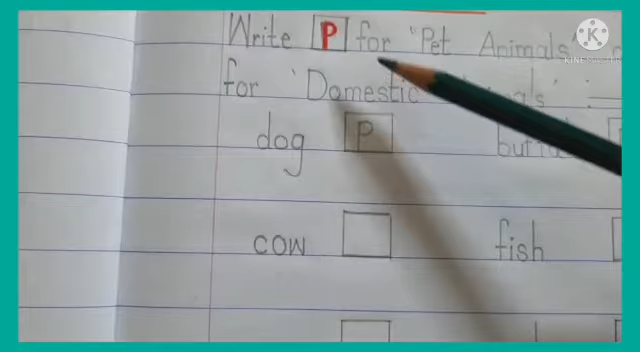 Write P for "Pet Animals"
for 'Domestic
dog P
cow fish